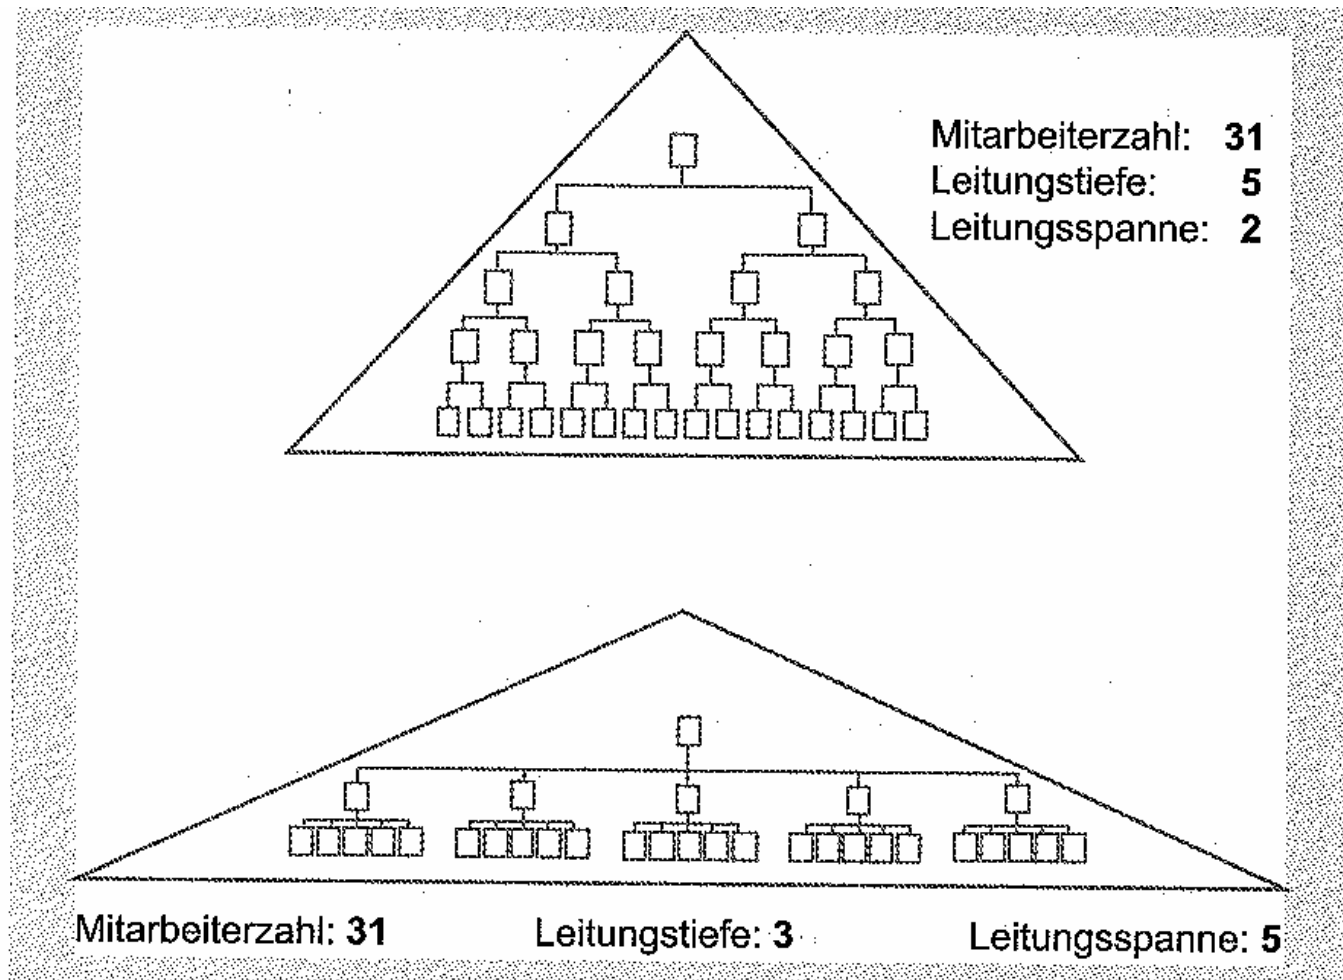 Mitarbeiterzahl: 31
Leitungstiefe: 5
Leitungsspanne: 2
Mitarbeiterzahl: 31 Leitungstiefe: 3 Leitungsspanne: 5